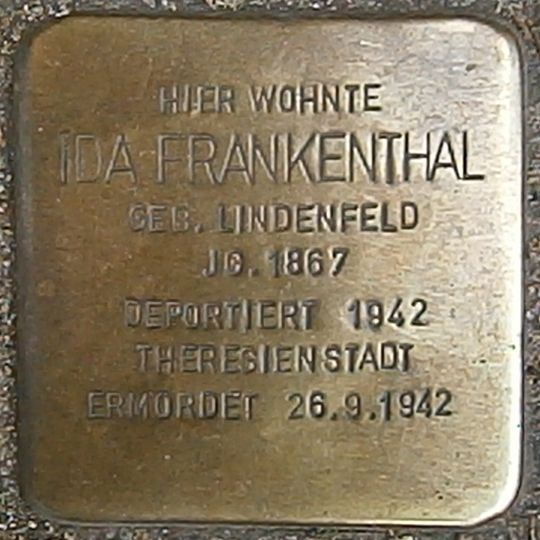 HIER WOHNTE
IDA FRANKENTHAL
GEB. LINDENFELD
JG. 1867
DEPORTIERT 1942
THERESIENSTADT
ERMORDET 26.9.1942